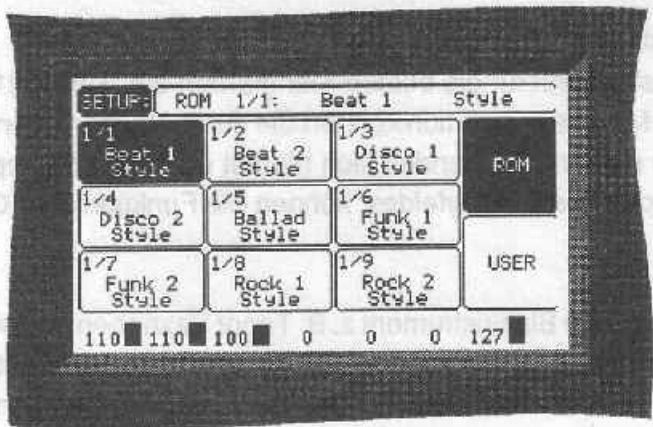 SETUP: ROM 1/1: Beat 1 Style
1/1 Beat 1 Style
1/2 Beat 2 Style
1/3 Disco 1 Style
ROM
1/4 Disco 2 Style
1/5 Ballad Style
1/6 Funk 1 Style
1/7 Funk 2 Style
1/8 Rock 1 Style
1/9 Rock 2 Style
USER
110 110 100 0 0 0 127